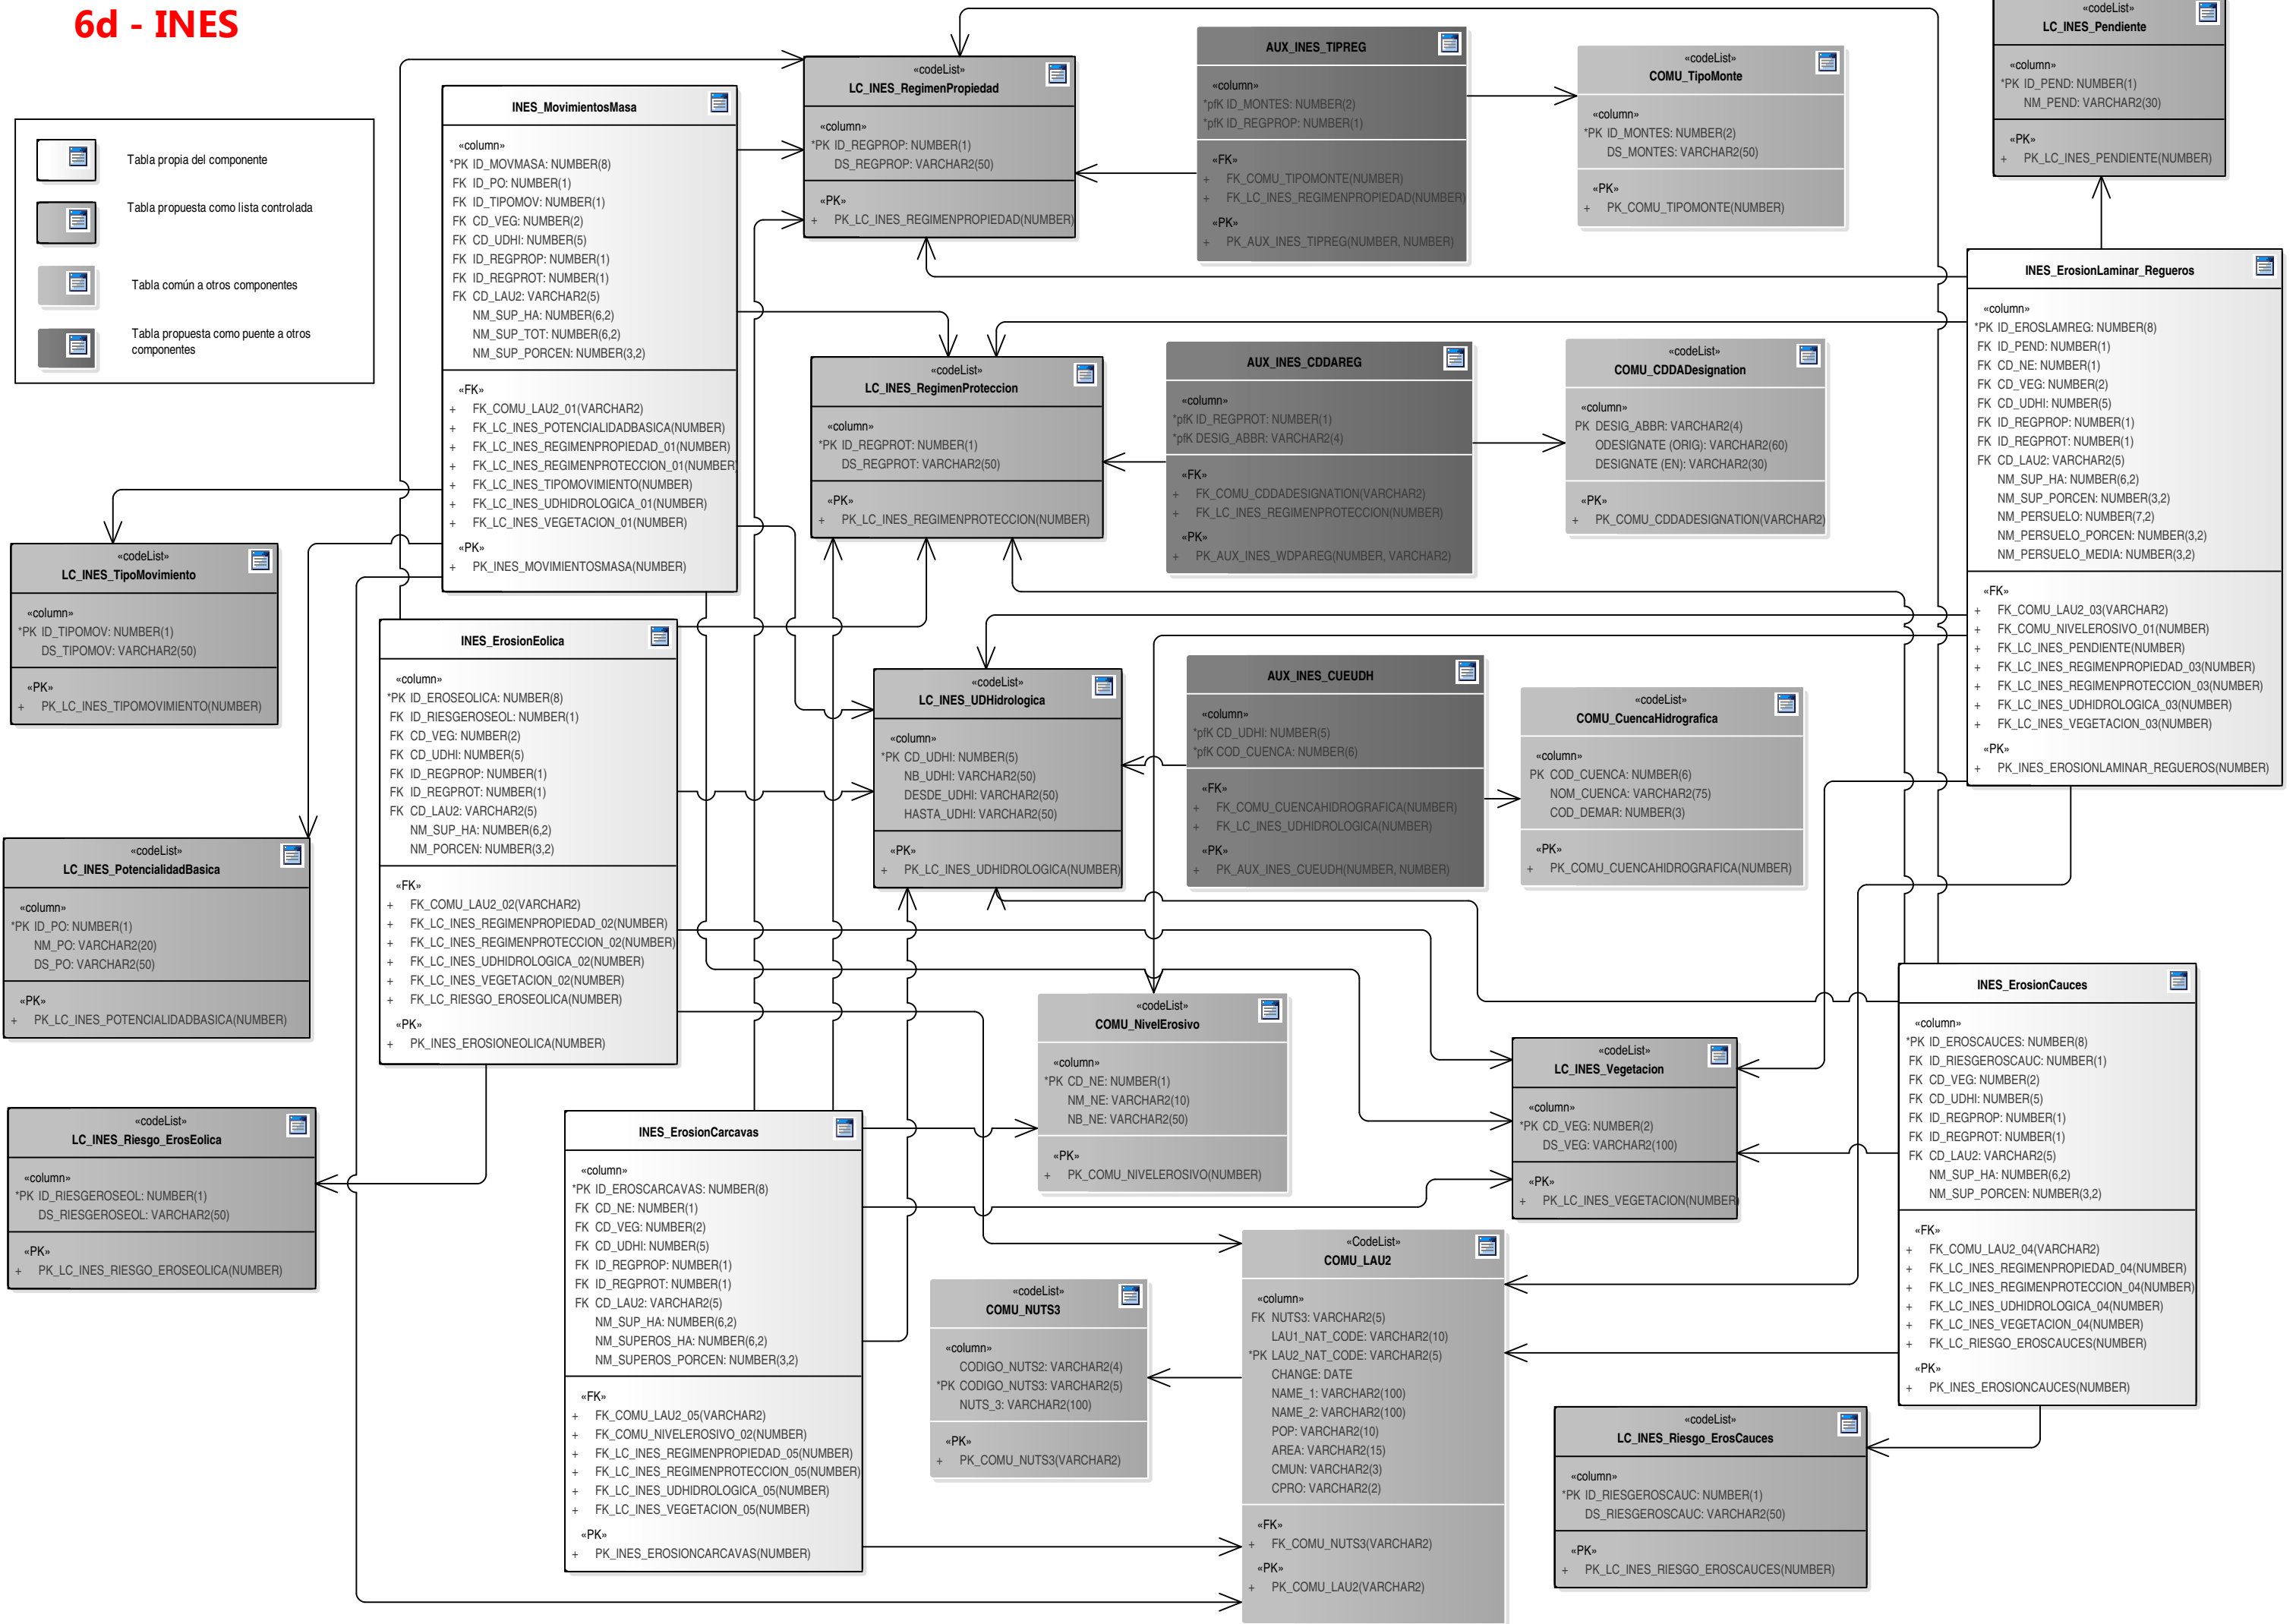 6d - INES
Tabla propia del componente
Tabla propuesta como lista controlada
Tabla común a otros componentes
Tabla propuesta como puente a otros
componentes
INES_MovimientosMasa
«column»
*PK ID_MOVMASA: NUMBER(8)
FK ID_PO: NUMBER(1)
FK ID_TIPOMOV: NUMBER(1)
FK CD_VEG: NUMBER(2)
FK CD_UDHI: NUMBER(5)
FK ID_REGPROP: NUMBER(1)
FK ID_REGPROT: NUMBER(1)
FK CD_LAU2: VARCHAR2(5)
NM_SUP_HA: NUMBER(6,2)
NM_SUP_TOT: NUMBER(6,2)
NM_SUP_PORCEN: NUMBER(3,2)
«FK»
+ FK_COMU_LAU2_01(VARCHAR2)
+ FK_LC_INES_POTENCIALIDADBASICA(NUMBER)
+ FK_LC_INES_REGIMENPROPIEDAD_01(NUMBER)
+ FK_LC_INES_REGIMENPROTECCION_01(NUMBER
+ FK_LC_INES_TIPOMOVIMIENTO(NUMBER)
+ FK_LC_INES_UDHIDROLOGICA_01(NUMBER)
+ FK_LC_INES_VEGETACION_01(NUMBER)
«PK»
+ PK_INES_MOVIMIENTOSMASA(NUMBER)
«codeList»
LC_INES_RegimenPropiedad
«column»
*PK ID_REGPROP: NUMBER(1)
DS_REGPROP: VARCHAR2(50)
«PK»
+ PK_LC_INES_REGIMENPROPIEDAD(NUMBER)
AUX_INES_TIPREG
«column»
*pfK ID_MONTES: NUMBER(2)
*pfK ID_REGPROP: NUMBER(1)
«FK»
+ FK_COMU_TIPOMONTE(NUMBER)
+ FK_LC_INES_REGIMENPROPIEDAD(NUMBER)
«PK»
+ PK_AUX_INES_TIPREG(NUMBER, NUMBER)
«codeList»
COMU_TipoMonte
«column»
*PK ID_MONTES: NUMBER(2)
DS_MONTES: VARCHAR2(50)
«PK»
+ PK_COMU_TIPOMONTE(NUMBER)
«codeList»
LC_INES_Pendiente
«column»
*PK ID_PEND: NUMBER(1)
NM_PEND: VARCHAR2(30)
«PK»
+ PK_LC_INES_PENDIENTE(NUMBER)
INES_ErosionLaminar_Regueros
«column»
*PK ID_EROSLAMREG: NUMBER(8)
FK ID_PEND: NUMBER(1)
FK CD_NE: NUMBER(1)
FK CD_VEG: NUMBER(2)
FK CD_UDHI: NUMBER(5)
FK ID_REGPROP: NUMBER(1)
FK ID_REGPROT: NUMBER(1)
FK CD_LAU2: VARCHAR2(5)
NM_SUP_HA: NUMBER(6,2)
NM_SUP_PORCEN: NUMBER(3,2)
NM_PERSUELO: NUMBER(7,2)
NM_PERSUELO_PORCEN: NUMBER(3,2)
NM_PERSUELO_MEDIA: NUMBER(3,2)
«FK»
+ FK_COMU_LAU2_03(VARCHAR2)
+ FK_COMU_NIVELEROSIVO_01(NUMBER)
+ FK_LC_INES_PENDIENTE(NUMBER)
+ FK_LC_INES_REGIMENPROPIEDAD_03(NUMBER)
+ FK_LC_INES_REGIMENPROTECCION_03(NUMBER)
+ FK_LC_INES_UDHIDROLOGICA_03(NUMBER)
+ FK_LC_INES_VEGETACION_03(NUMBER)
«PK»
+ PK_INES_EROSIONLAMINAR_REGUEROS(NUMBER)
«codeList»
LC_INES_RegimenProteccion
«column»
*PK ID_REGPROT: NUMBER(1)
DS_REGPROT: VARCHAR2(50)
«PK»
+ PK_LC_INES_REGIMENPROTECCION(NUMBER)
AUX_INES_CDDAREG
«column»
*pfK ID_REGPROT: NUMBER(1)
*pfK DESIG_ABBR: VARCHAR2(4)
«FK»
+ FK_COMU_CDDADESIGNATION(VARCHAR2)
+ FK_LC_INES_REGIMENPROTECCION(NUMBER)
«PK»
+ PK_AUX_INES_WDPAREG(NUMBER, VARCHAR2)
«codeList»
COMU_CDDADesignation
«column»
PK DESIG_ABBR: VARCHAR2(4)
ODESIGNATE (ORIG): VARCHAR2(60)
DESIGNATE (EN): VARCHAR2(30)
«PK»
+ PK_COMU_CDDADESIGNATION(VARCHAR2)
«codeList»
LC_INES_TipoMovimiento
«column»
*PK ID_TIPOMOV: NUMBER(1)
DS_TIPOMOV: VARCHAR2(50)
«PK»
+ PK_LC_INES_TIPOMOVIMIENTO(NUMBER)
INES_ErosionEolica
«column»
*PK ID_EROSEOLICA: NUMBER(8)
FK ID_RIESGEROSEOL: NUMBER(1)
FK CD_VEG: NUMBER(2)
FK CD_UDHI: NUMBER(5)
FK ID_REGPROP: NUMBER(1)
FK ID_REGPROT: NUMBER(1)
FK CD_LAU2: VARCHAR2(5)
NM_SUP_HA: NUMBER(6,2)
NM_PORCEN: NUMBER(3,2)
«FK»
+ FK_COMU_LAU2_02(VARCHAR2)
+ FK_LC_INES_REGIMENPROPIEDAD_02(NUMBER)
+ FK_LC_INES_REGIMENPROTECCION_02(NUMBER)
+ FK_LC_INES_UDHIDROLOGICA_02(NUMBER)
+ FK_LC_INES_VEGETACION_02(NUMBER)
+ FK_LC_RIESGO_EROSEOLICA(NUMBER)
«PK»
+ PK_INES_EROSIONEOLICA(NUMBER)
«codeList»
LC_INES_UDHidrologica
«column»
*PK CD_UDHI: NUMBER(5)
NB_UDHI: VARCHAR2(50)
DESDE_UDHI: VARCHAR2(50)
HASTA_UDHI: VARCHAR2(50)
«PK»
+ PK_LC_INES_UDHIDROLOGICA(NUMBER)
AUX_INES_CUEUDH
«column»
*pfK CD_UDHI: NUMBER(5)
*pfK COD_CUENCA: NUMBER(6)
«FK»
+ FK_COMU_CUENCAHIDROGRAFICA(NUMBER)
+ FK_LC_INES_UDHIDROLOGICA(NUMBER)
«PK»
+ PK_AUX_INES_CUEUDH(NUMBER, NUMBER)
«codeList»
COMU_CuencaHidrografica
«column»
PK COD_CUENCA: NUMBER(6)
NOM_CUENCA: VARCHAR2(75)
COD_DEMAR: NUMBER(3)
«PK»
+ PK_COMU_CUENCAHIDROGRAFICA(NUMBER)
«codeList»
LC_INES_PotencialidadBasica
«column»
*PK ID_PO: NUMBER(1)
NM_PO: VARCHAR2(20)
DS_PO: VARCHAR2(50)
«PK»
+ PK_LC_INES_POTENCIALIDADBASICA(NUMBER)
«codeList»
LC_INES_Riesgo_ErosEolica
«column»
*PK ID_RIESGEROSEOL: NUMBER(1)
DS_RIESGEROSEOL: VARCHAR2(50)
«PK»
+ PK_LC_INES_RIESGO_EROSEOLICA(NUMBER)
INES_ErosionCarcavas
«column»
*PK ID_EROSCARCAVAS: NUMBER(8)
FK CD_NE: NUMBER(1)
FK CD_VEG: NUMBER(2)
FK CD_UDHI: NUMBER(5)
FK ID_REGPROP: NUMBER(1)
FK ID_REGPROT: NUMBER(1)
FK CD_LAU2: VARCHAR2(5)
NM_SUP_HA: NUMBER(6,2)
NM_SUPEROS_HA: NUMBER(6,2)
NM_SUPEROS_PORCEN: NUMBER(3,2)
«FK»
+ FK_COMU_LAU2_05(VARCHAR2)
+ FK_COMU_NIVELEROSIVO_02(NUMBER)
+ FK_LC_INES_REGIMENPROPIEDAD_05(NUMBER)
+ FK_LC_INES_REGIMENPROTECCION_05(NUMBER)
+ FK_LC_INES_UDHIDROLOGICA_05(NUMBER)
+ FK_LC_INES_VEGETACION_05(NUMBER)
«PK»
+ PK_INES_EROSIONCARCAVAS(NUMBER)
«codeList»
COMU_NivelErosivo
«column»
*PK CD_NE: NUMBER(1)
NM_NE: VARCHAR2(10)
NB_NE: VARCHAR2(50)
«PK»
+ PK_COMU_NIVELEROSIVO(NUMBER)
«codeList»
LC_INES_Vegetacion
«column»
*PK CD_VEG: NUMBER(2)
DS_VEG: VARCHAR2(100)
«PK»
+ PK_LC_INES_VEGETACION(NUMBER)
INES_ErosionCauces
«column»
*PK ID_EROSCAUCES: NUMBER(8)
FK ID_RIESGEROSCAUC: NUMBER(1)
FK CD_VEG: NUMBER(2)
FK CD_UDHI: NUMBER(5)
FK ID_REGPROP: NUMBER(1)
FK ID_REGPROT: NUMBER(1)
FK CD_LAU2: VARCHAR2(5)
NM_SUP_HA: NUMBER(6,2)
NM_SUP_PORCEN: NUMBER(3,2)
«FK»
+ FK_COMU_LAU2_04(VARCHAR2)
+ FK_LC_INES_REGIMENPROPIEDAD_04(NUMBER)
+ FK_LC_INES_REGIMENPROTECCION_04(NUMBER)
+ FK_LC_INES_UDHIDROLOGICA_04(NUMBER)
+ FK_LC_INES_VEGETACION_04(NUMBER)
+ FK_LC_RIESGO_EROSCAUCES(NUMBER)
«PK»
+ PK_INES_EROSIONCAUCES(NUMBER)
«codeList»
COMU_NUTS3
«column»
CODIGO_NUTS2: VARCHAR2(4)
*PK CODIGO_NUTS3: VARCHAR2(5)
NUTS_3: VARCHAR2(100)
«PK»
+ PK_COMU_NUTS3(VARCHAR2)
«CodeList»
COMU_LAU2
«column»
FK NUTS3: VARCHAR2(5)
LAU1_NAT_CODE: VARCHAR2(10)
*PK LAU2_NAT_CODE: VARCHAR2(5)
CHANGE: DATE
NAME_1: VARCHAR2(100)
NAME_2: VARCHAR2(100)
POP: VARCHAR2(10)
AREA: VARCHAR2(15)
CMUN: VARCHAR2(3)
CPRO: VARCHAR2(2)
«FK»
+ FK_COMU_NUTS3(VARCHAR2)
«PK»
+ PK_COMU_LAU2(VARCHAR2)
«codeList»
LC_INES_Riesgo_ErosCauces
«column»
*PK ID_RIESGEROSCAUC: NUMBER(1)
DS_RIESGEROSCAUC: VARCHAR2(50)
«PK»
+ PK_LC_INES_RIESGO_EROSCAUCES(NUMBER)